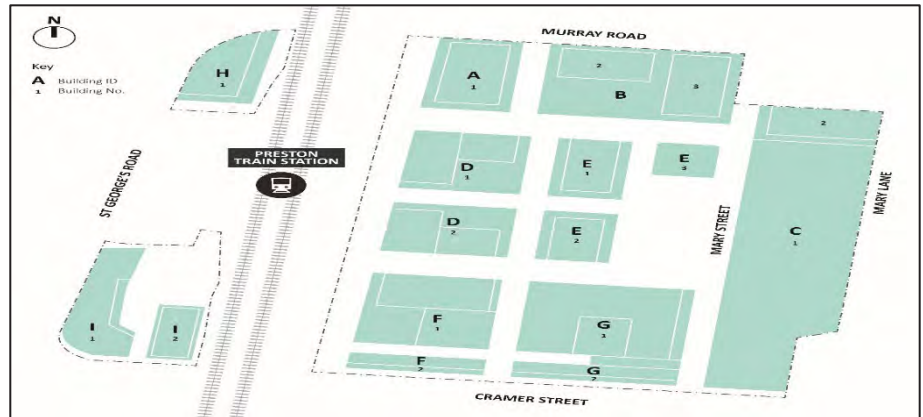 N
Key
A Building ID
1 Building No.
MURRAY ROAD
H
1
A
1
2
B
3
2
PRESTON
TRAIN STATION
D
1
E
1
E
3
ST GEORGE'S ROAD
MARY STREET
MARY LANE
D
2
E
2
C
1
I
1
I
2
F
1
G
1
F
2
G
2
CRAMER STREET